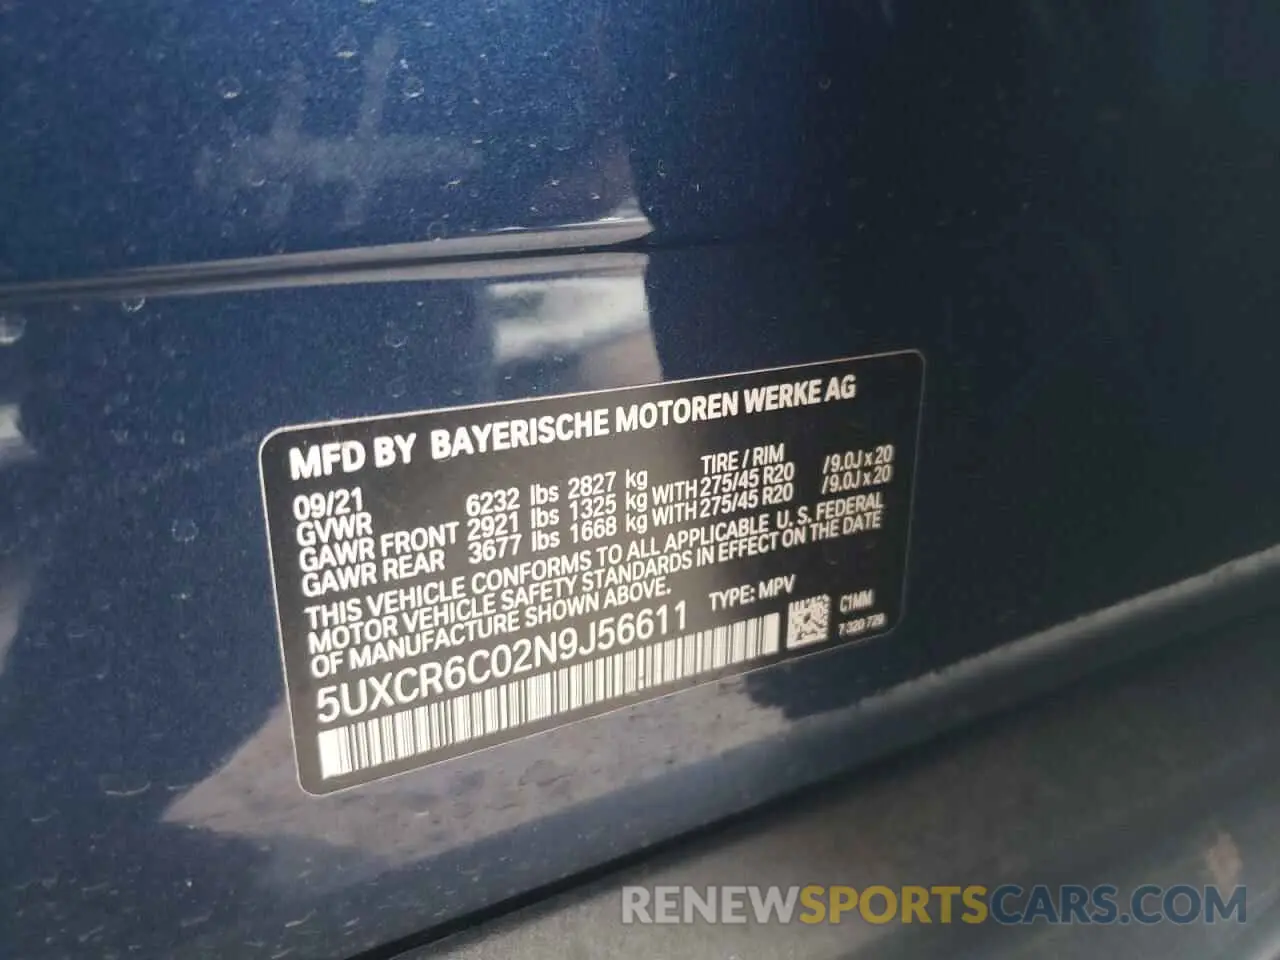 MFD BY BAYERISCHE MOTOREN WERKE AG
09/21 TIRE / RIM
GVWR 6232 lbs 2827 kg
GAWR FRONT 2921 lbs 1325 kg WITH 275/45 R20 /9.0J x 20
GAWR REAR 3677 lbs 1668 kg WITH 275/45 R20 /9.0J x 20
THIS VEHICLE CONFORMS TO ALL APPLICABLE U. S. FEDERAL
MOTOR VEHICLE SAFETY STANDARDS IN EFFECT ON THE DATE
OF MANUFACTURE SHOWN ABOVE.
5UXCR6C02N9J56611 TYPE: MPV
C1MM
7 320 729
RENEWSPORTSCARS.COM